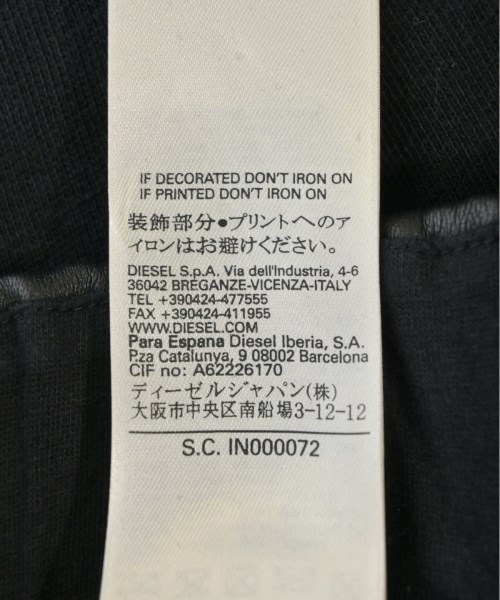 IF DECORATED DON'T IRON ON
IF PRINTED DON'T IRON ON
装飾部分●プリントへのア
イロンはお避けください。
DIESEL S.p.A. Via dell'Industria, 4-6
36042 BREGANZE-VICENZA-ITALY
TEL +390424-477555
FAX +390424-411955
WWW.DIESEL.COM
Para Espana Diesel Iberia, S.A.
P.za Catalunya, 9 08002 Barcelona
CIF no: A62226170
ディーゼルジャパン(株)
大阪市中央区南船場3-12-12
S.C. IN000072